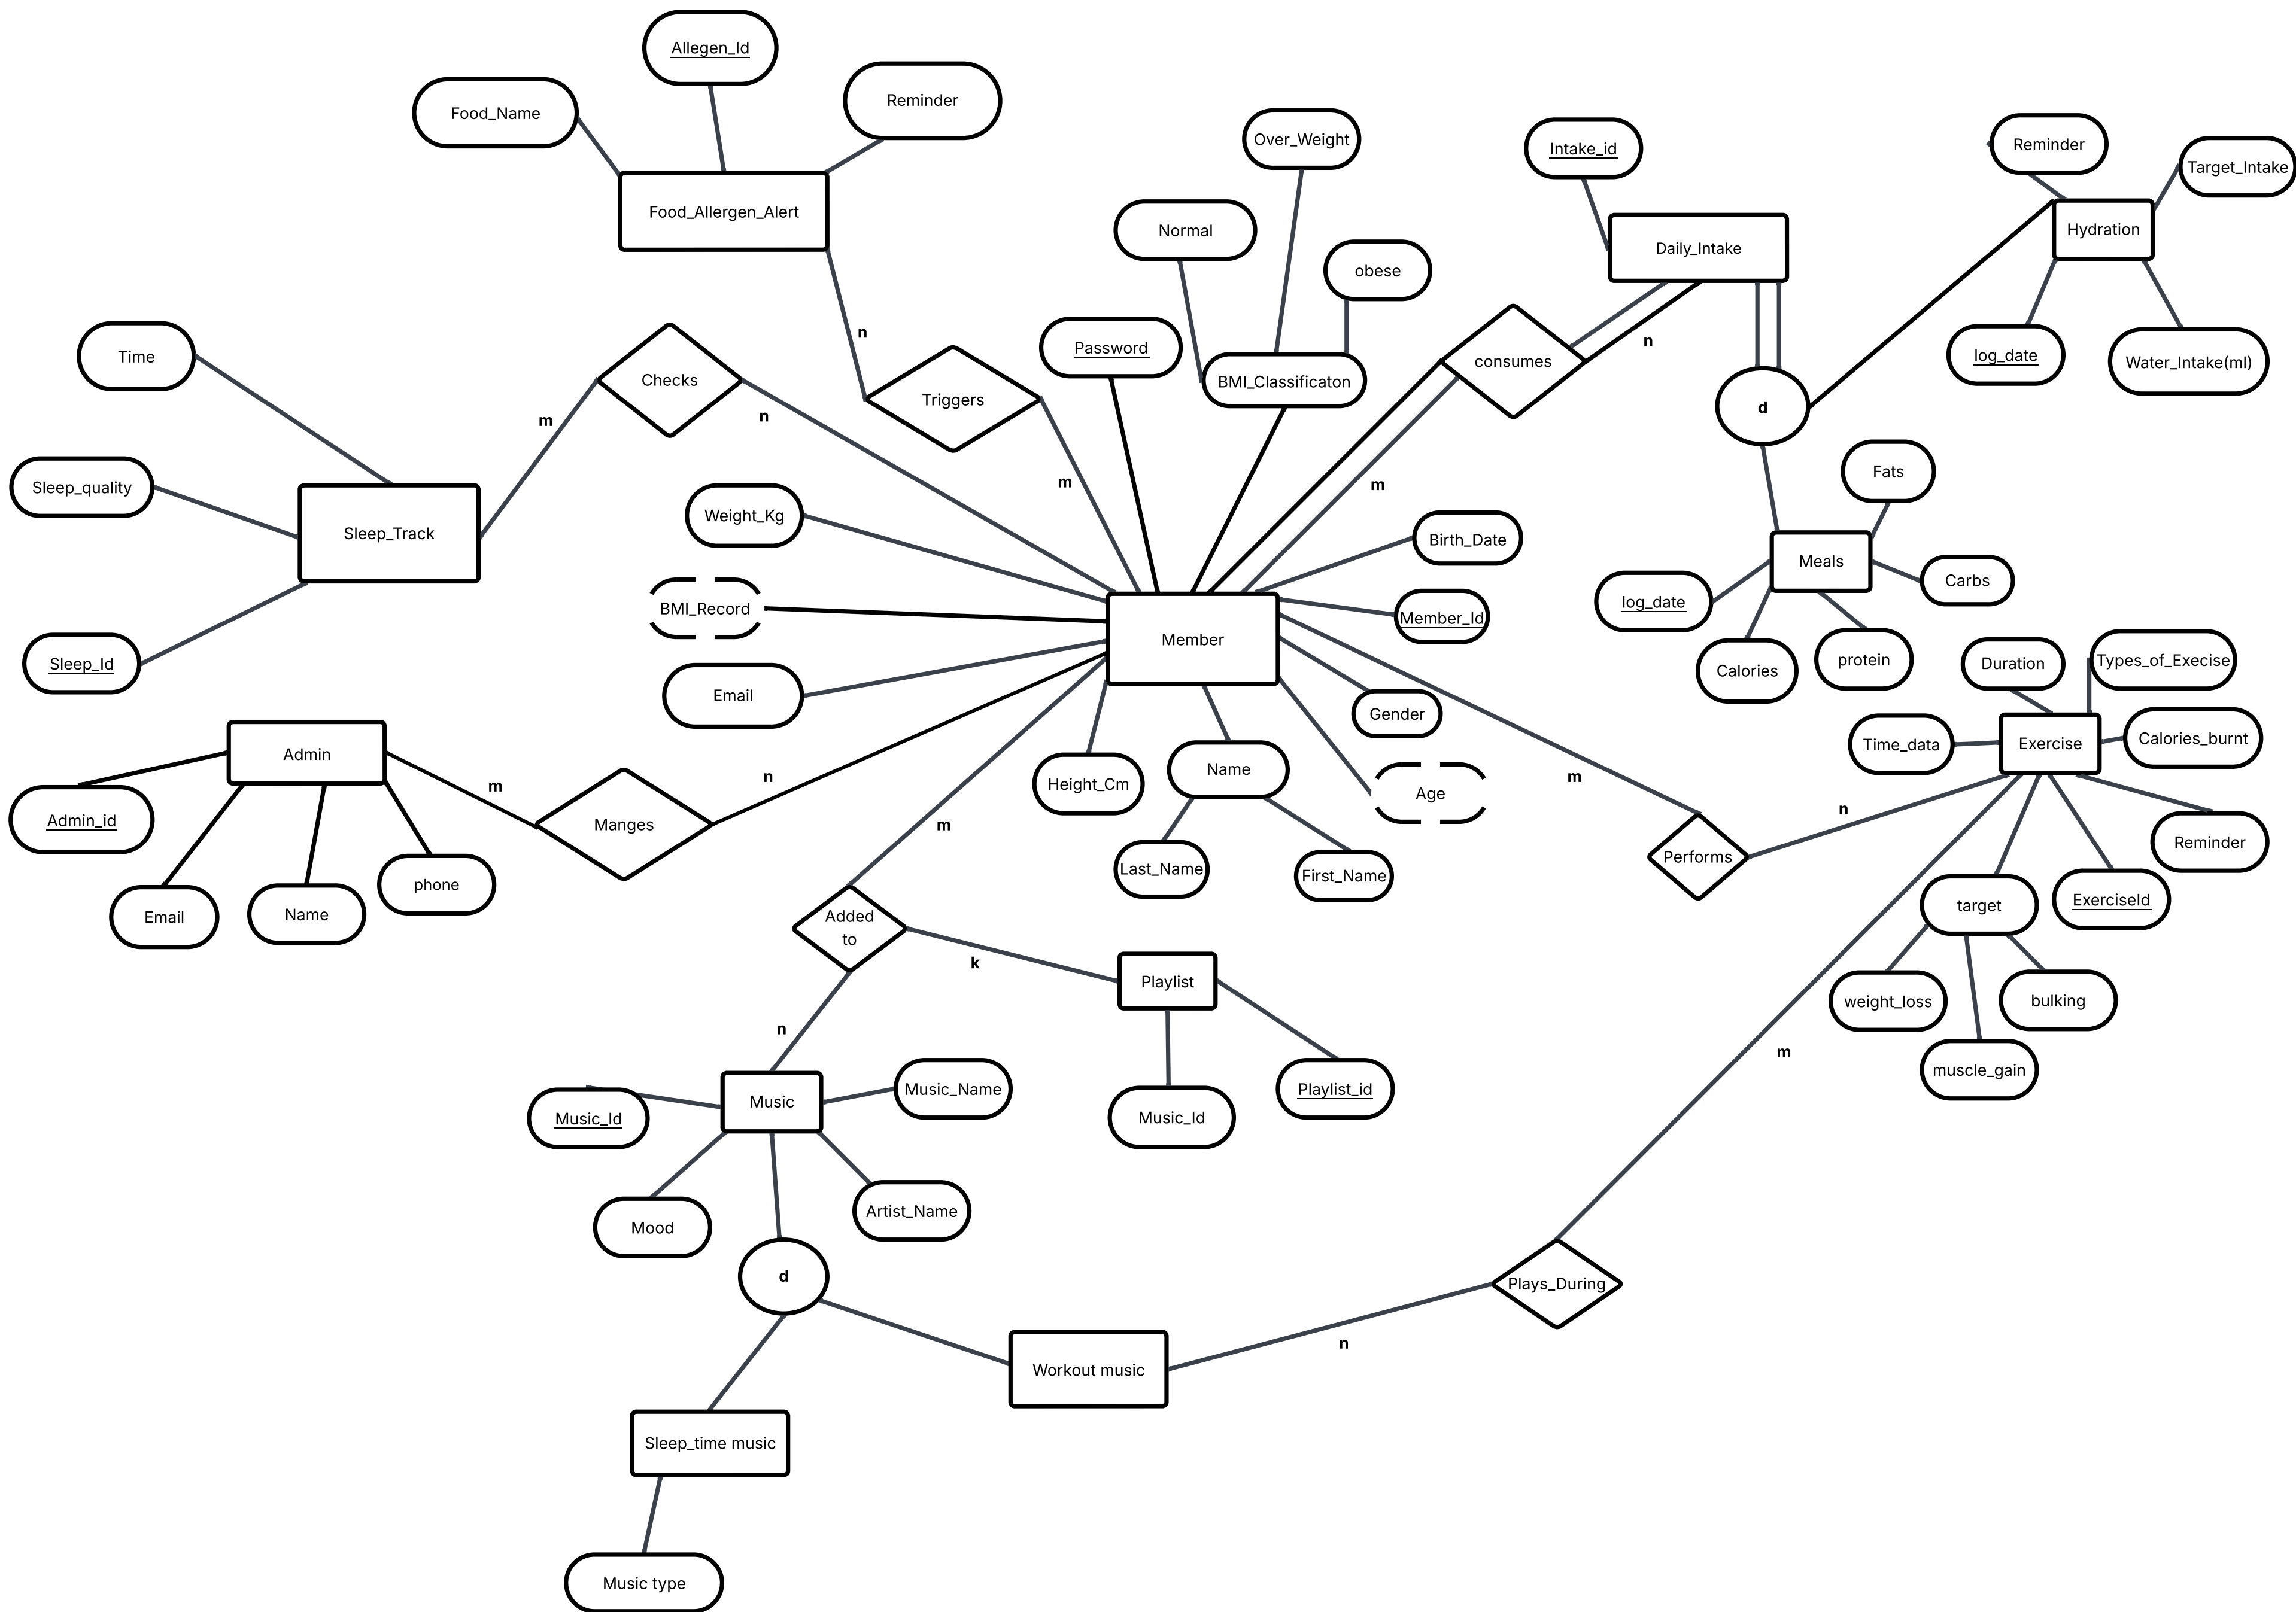 Allegen_Id
Food_Name
Reminder
Food_Allergen_Alert
Over_Weight
Normal
obese
Password
BMI_Classificaton
Intake_id
Daily_Intake
Reminder
Target_Intake
Hydration
log_date
Water_Intake(ml)
consumes
n
m
d
Time
Checks
m
n
n
Triggers
m
Sleep_quality
Sleep_Track
Sleep_Id
Weight_Kg
BMI_Record
Email
Member
Birth_Date
Member_Id
Gender
Age
Height_Cm
Name
Last_Name
First_Name
Fats
Meals
Carbs
log_date
Calories
protein
Duration
Types_of_Execise
Time_data
Exercise
Calories_burnt
Reminder
m
n
Performs
target
ExerciseId
weight_loss
bulking
muscle_gain
Admin
Admin_id
Email
Name
phone
m
Manges
n
m
Added
to
k
n
Playlist
Music_Id
Playlist_id
Music_Id
Music
Music_Name
Mood
Artist_Name
d
m
Plays_During
n
Workout music
Sleep_time music
Music type